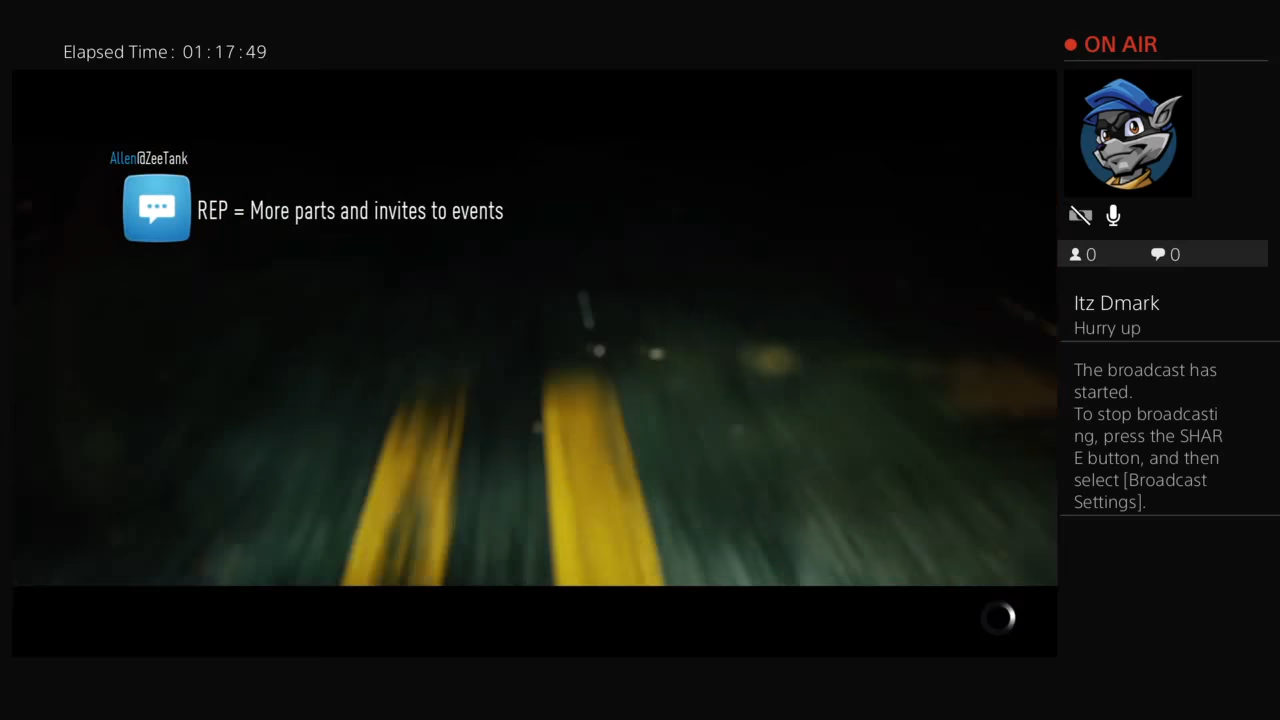 Elapsed Time: 01:17:49
ON AIR
Allen@ZeeTank
REP = More parts and invites to events
0 0
Itz Dmark
Hurry up
The broadcast has
started.
To stop broadcasti
ng, press the SHAR
E button, and then
select [Broadcast
Settings].